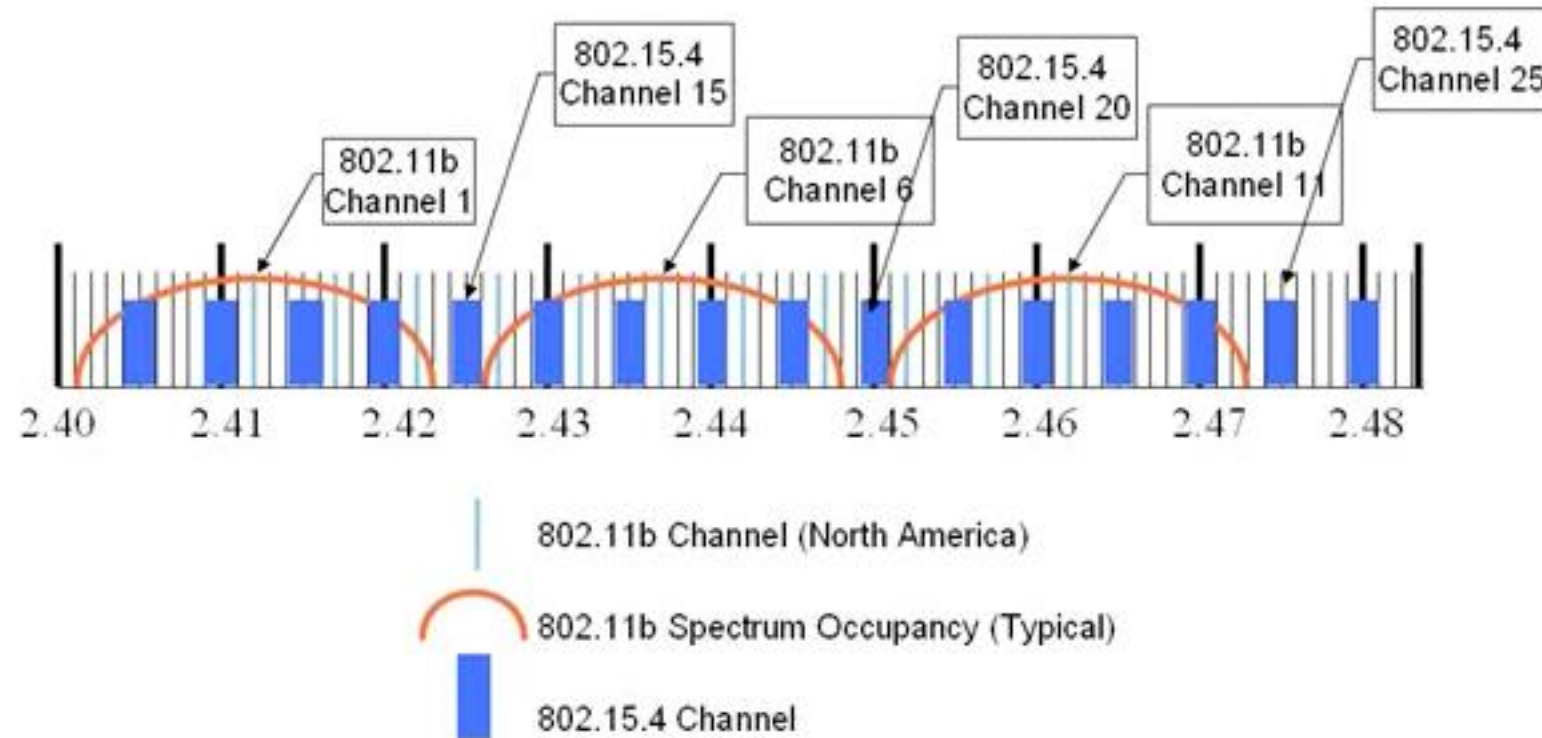 802.15.4
Channel 15
802.15.4
Channel 20
802.15.4
Channel 25
802.11b
Channel 1
802.11b
Channel 6
802.11b
Channel 11
2.40 2.41 2.42 2.43 2.44 2.45 2.46 2.47 2.48
802.11b Channel (North America)
802.11b Spectrum Occupancy (Typical)
802.15.4 Channel